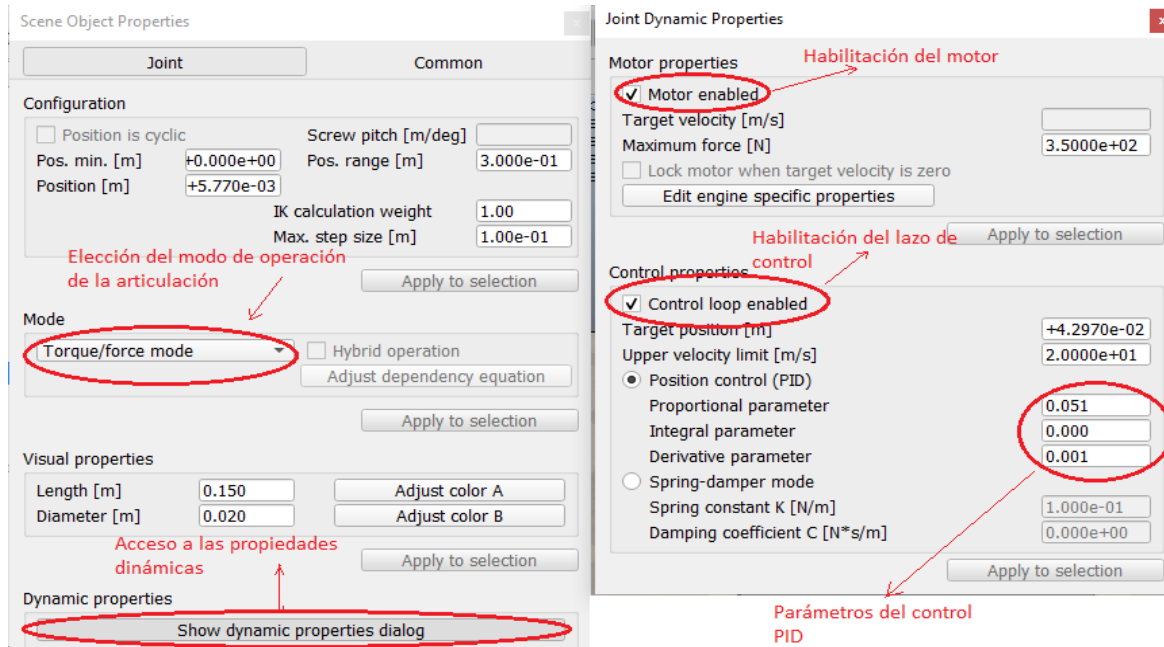 Scene Object Properties
x
Joint
Common
Configuration
Position is cyclic
Screw pitch [m/deg]
Pos. min. [m]
+0.000e+00
Pos. range [m]
3.000e-01
Position [m]
+5.770e-03
IK calculation weight
1.00
Max. step size [m]
1.00e-01
Elección del modo de operación
de la articulación
Apply to selection
Mode
Torque/force mode
Hybrid operation
Adjust dependency equation
Apply to selection
Visual properties
Length [m]
0.150
Adjust color A
Diameter [m]
0.020
Adjust color B
Acceso a las propiedades
dinámicas
Apply to selection
Dynamic properties
Show dynamic properties dialog
Joint Dynamic Properties
x
Motor properties
Habilitación del motor
Motor enabled
Target velocity [m/s]
Maximum force [N]
3.5000e+02
Lock motor when target velocity is zero
Edit engine specific properties
Habilitación del lazo de
control
Apply to selection
Control properties
Control loop enabled
Target position [m]
+4.2970e-02
Upper velocity limit [m/s]
2.0000e+01
Position control (PID)
Proportional parameter
0.051
Integral parameter
0.000
Derivative parameter
0.001
Spring-damper mode
Spring constant K [N/m]
1.000e-01
Damping coefficient C [N*s/m]
0.000e+00
Apply to selection
Parámetros del control
PID